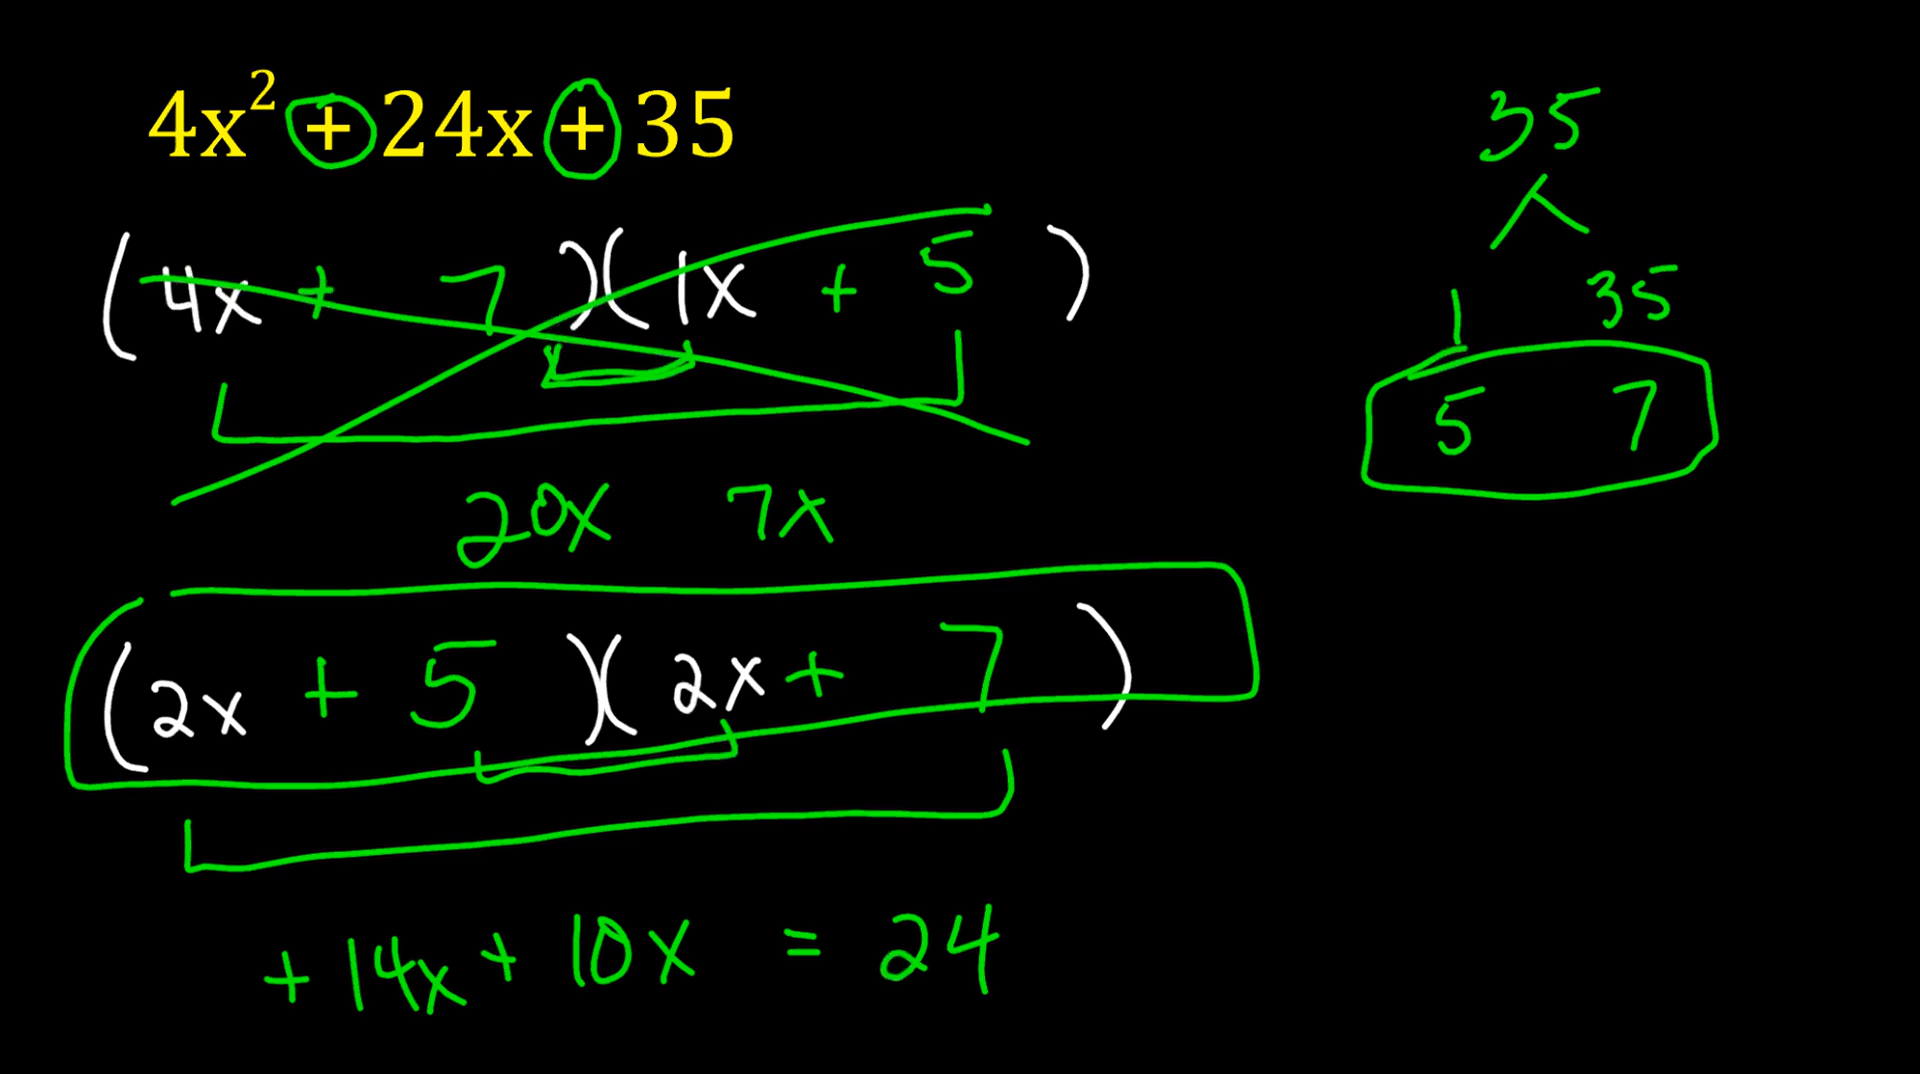 4x² + 24x + 35
(4x + 7)(1x + 5)
20x 7x
(2x + 5)(2x + 7)
+ 14x + 10x = 24
35
1 35
5 7